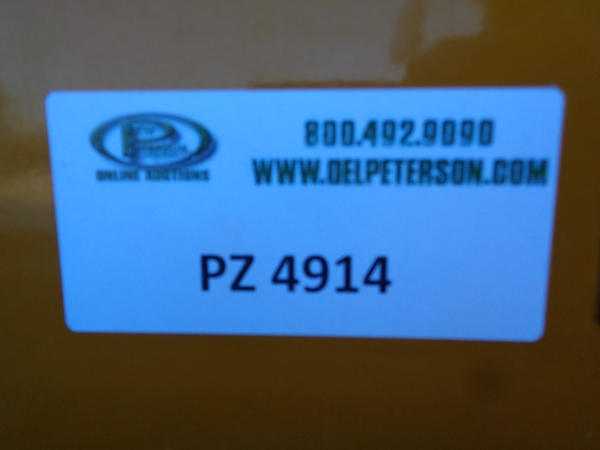 800.492.9090
WWW.DELPETERSON.COM
ONLINE AUCTIONS
PZ 4914